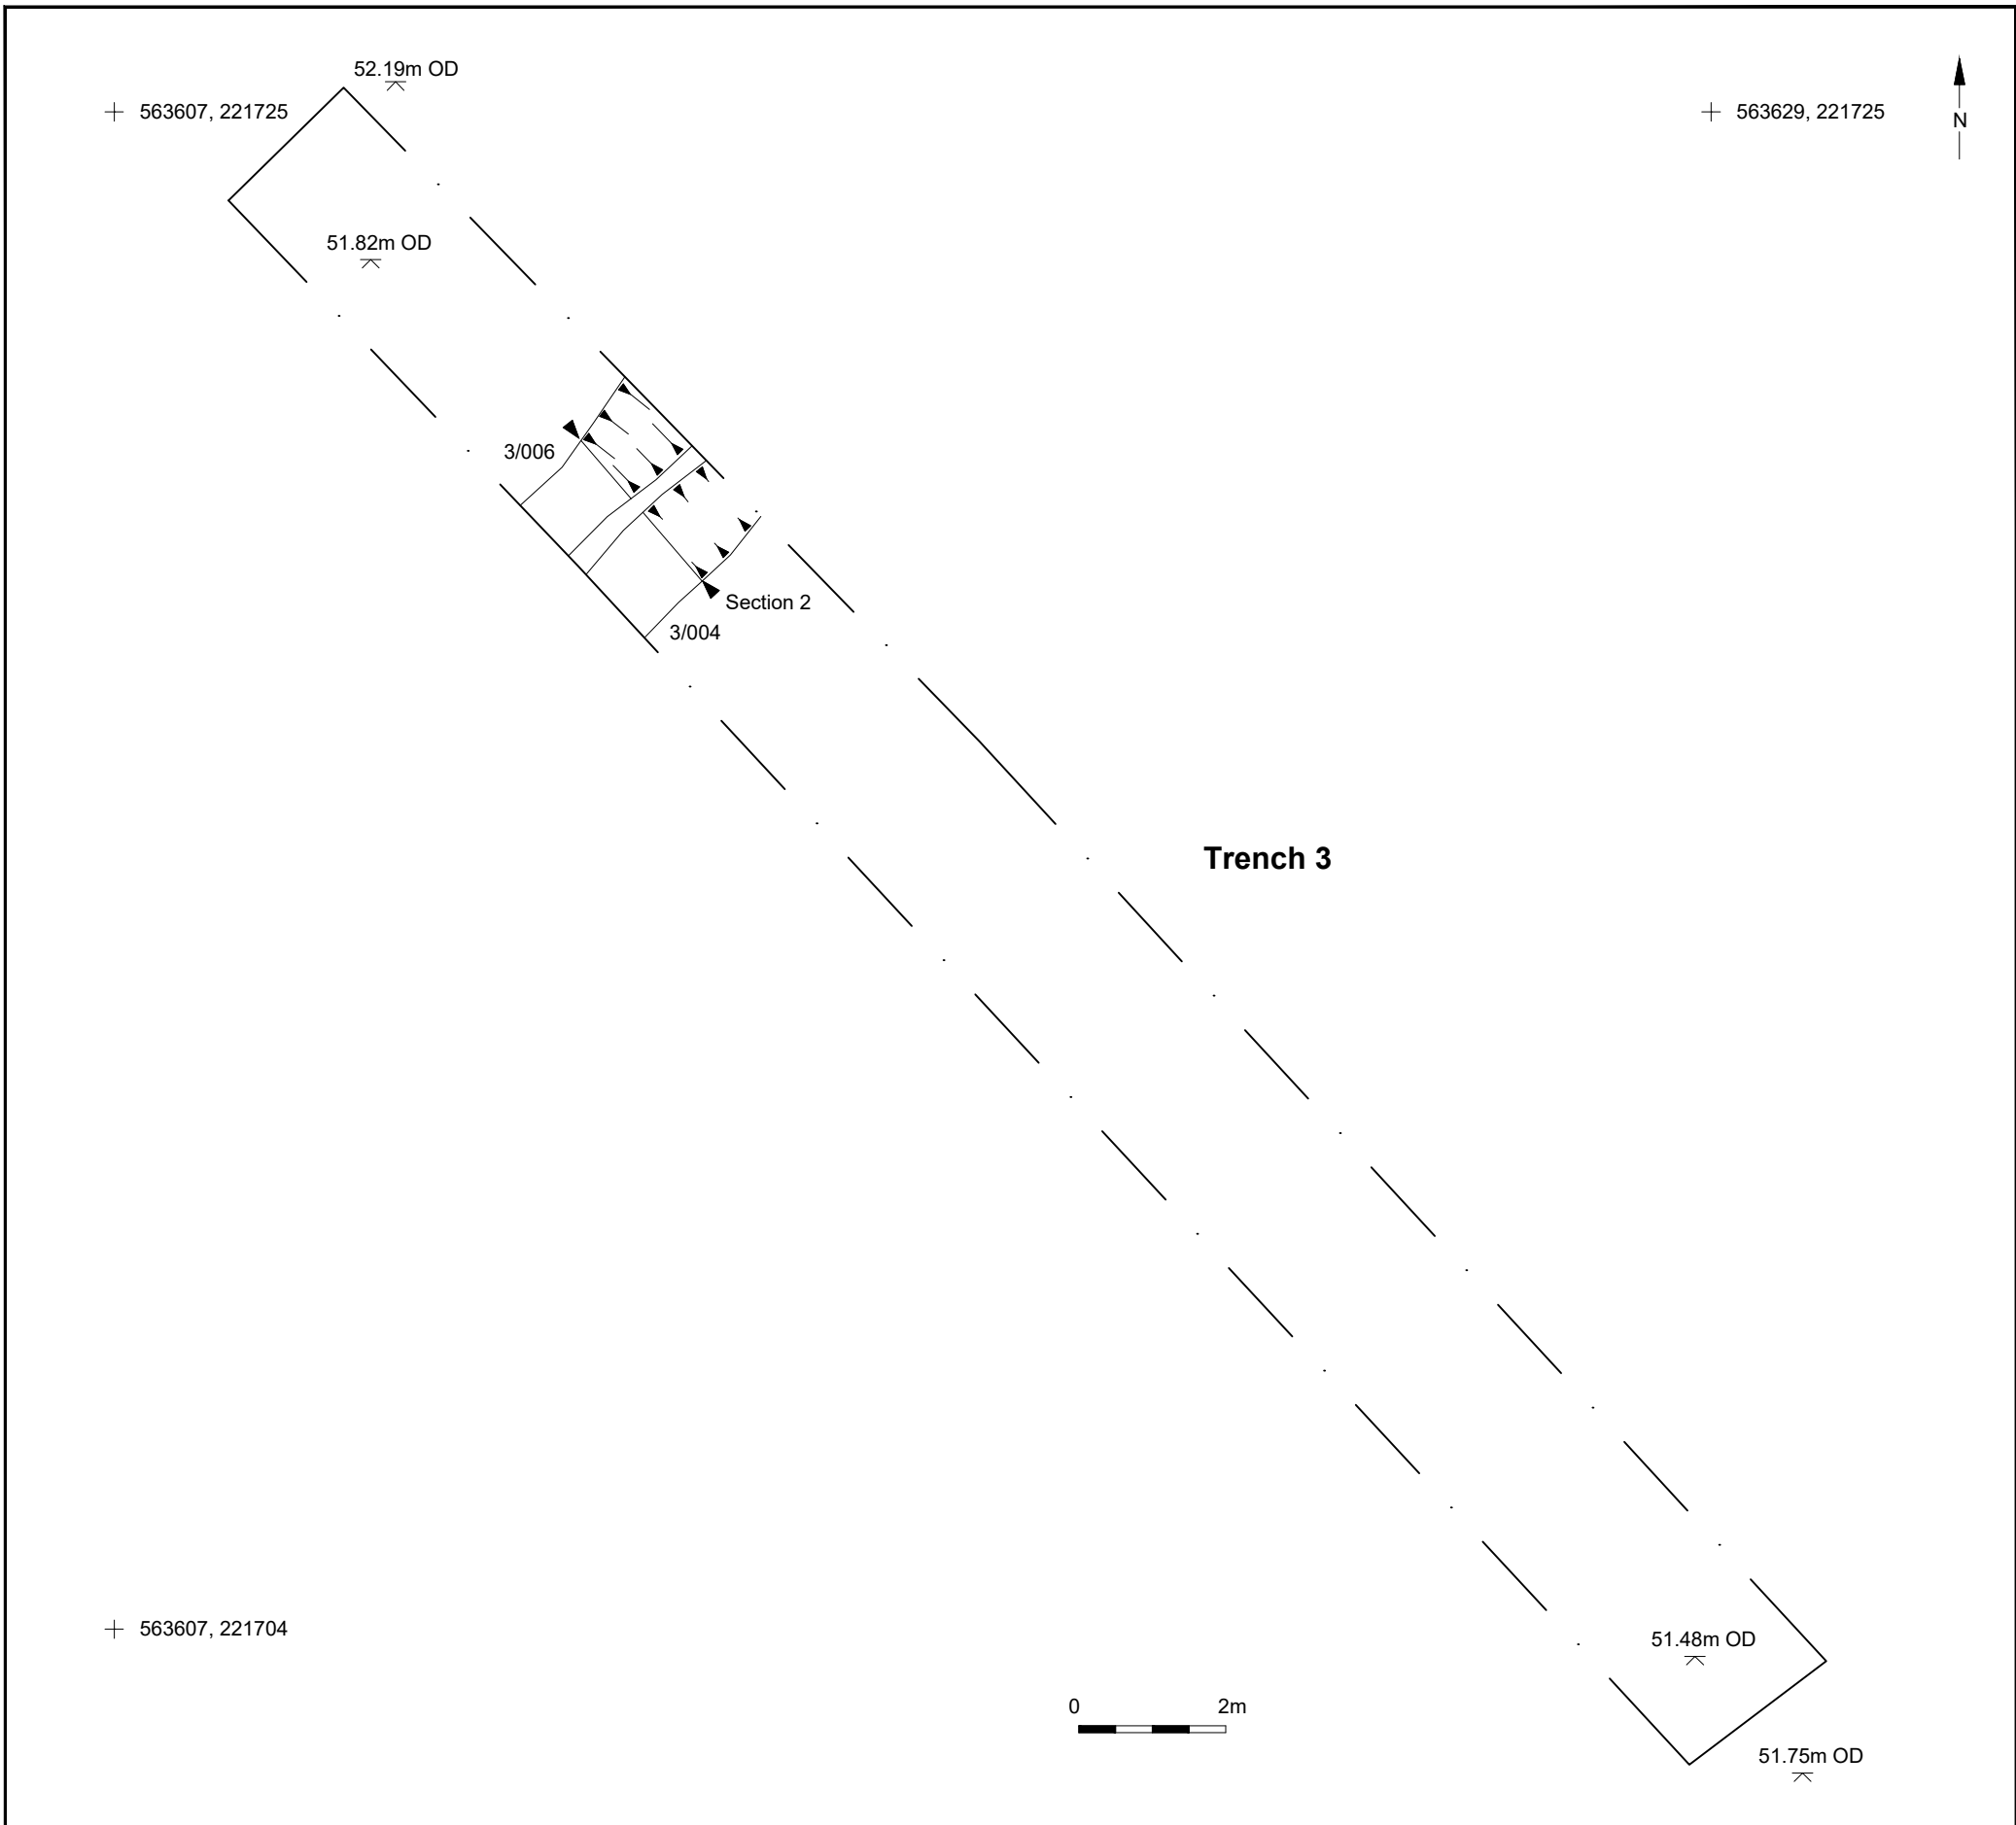 52.19m OD
563607, 221725
563629, 221725
N
51.82m OD
3/006
Section 2
3/004
Trench 3
563607, 221704
51.48m OD
0 2m
51.75m OD